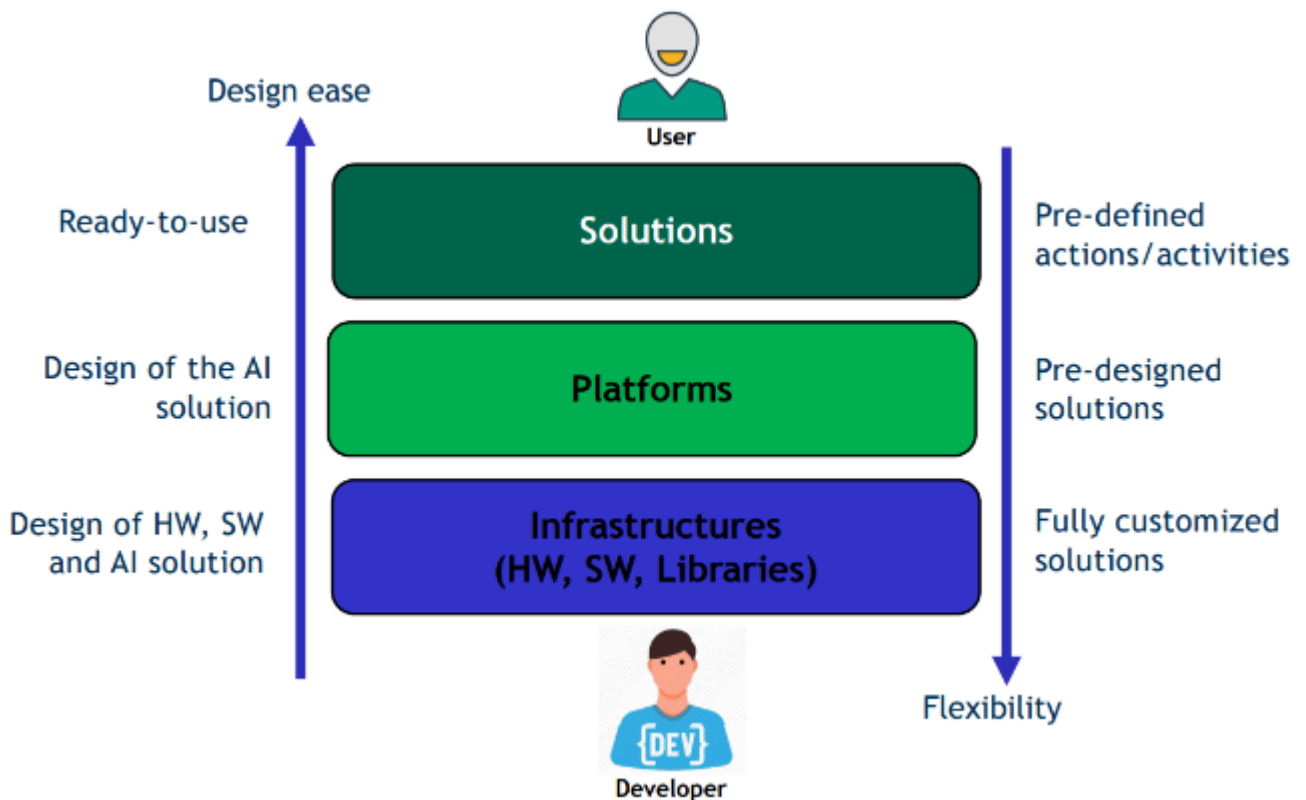 Design ease
User
Ready-to-use
Solutions
Pre-defined
actions/activities
Design of the AI
solution
Platforms
Pre-designed
solutions
Design of HW, SW
and AI solution
Infrastructures
(HW, SW, Libraries)
Fully customized
solutions
{DEV}
Developer
Flexibility